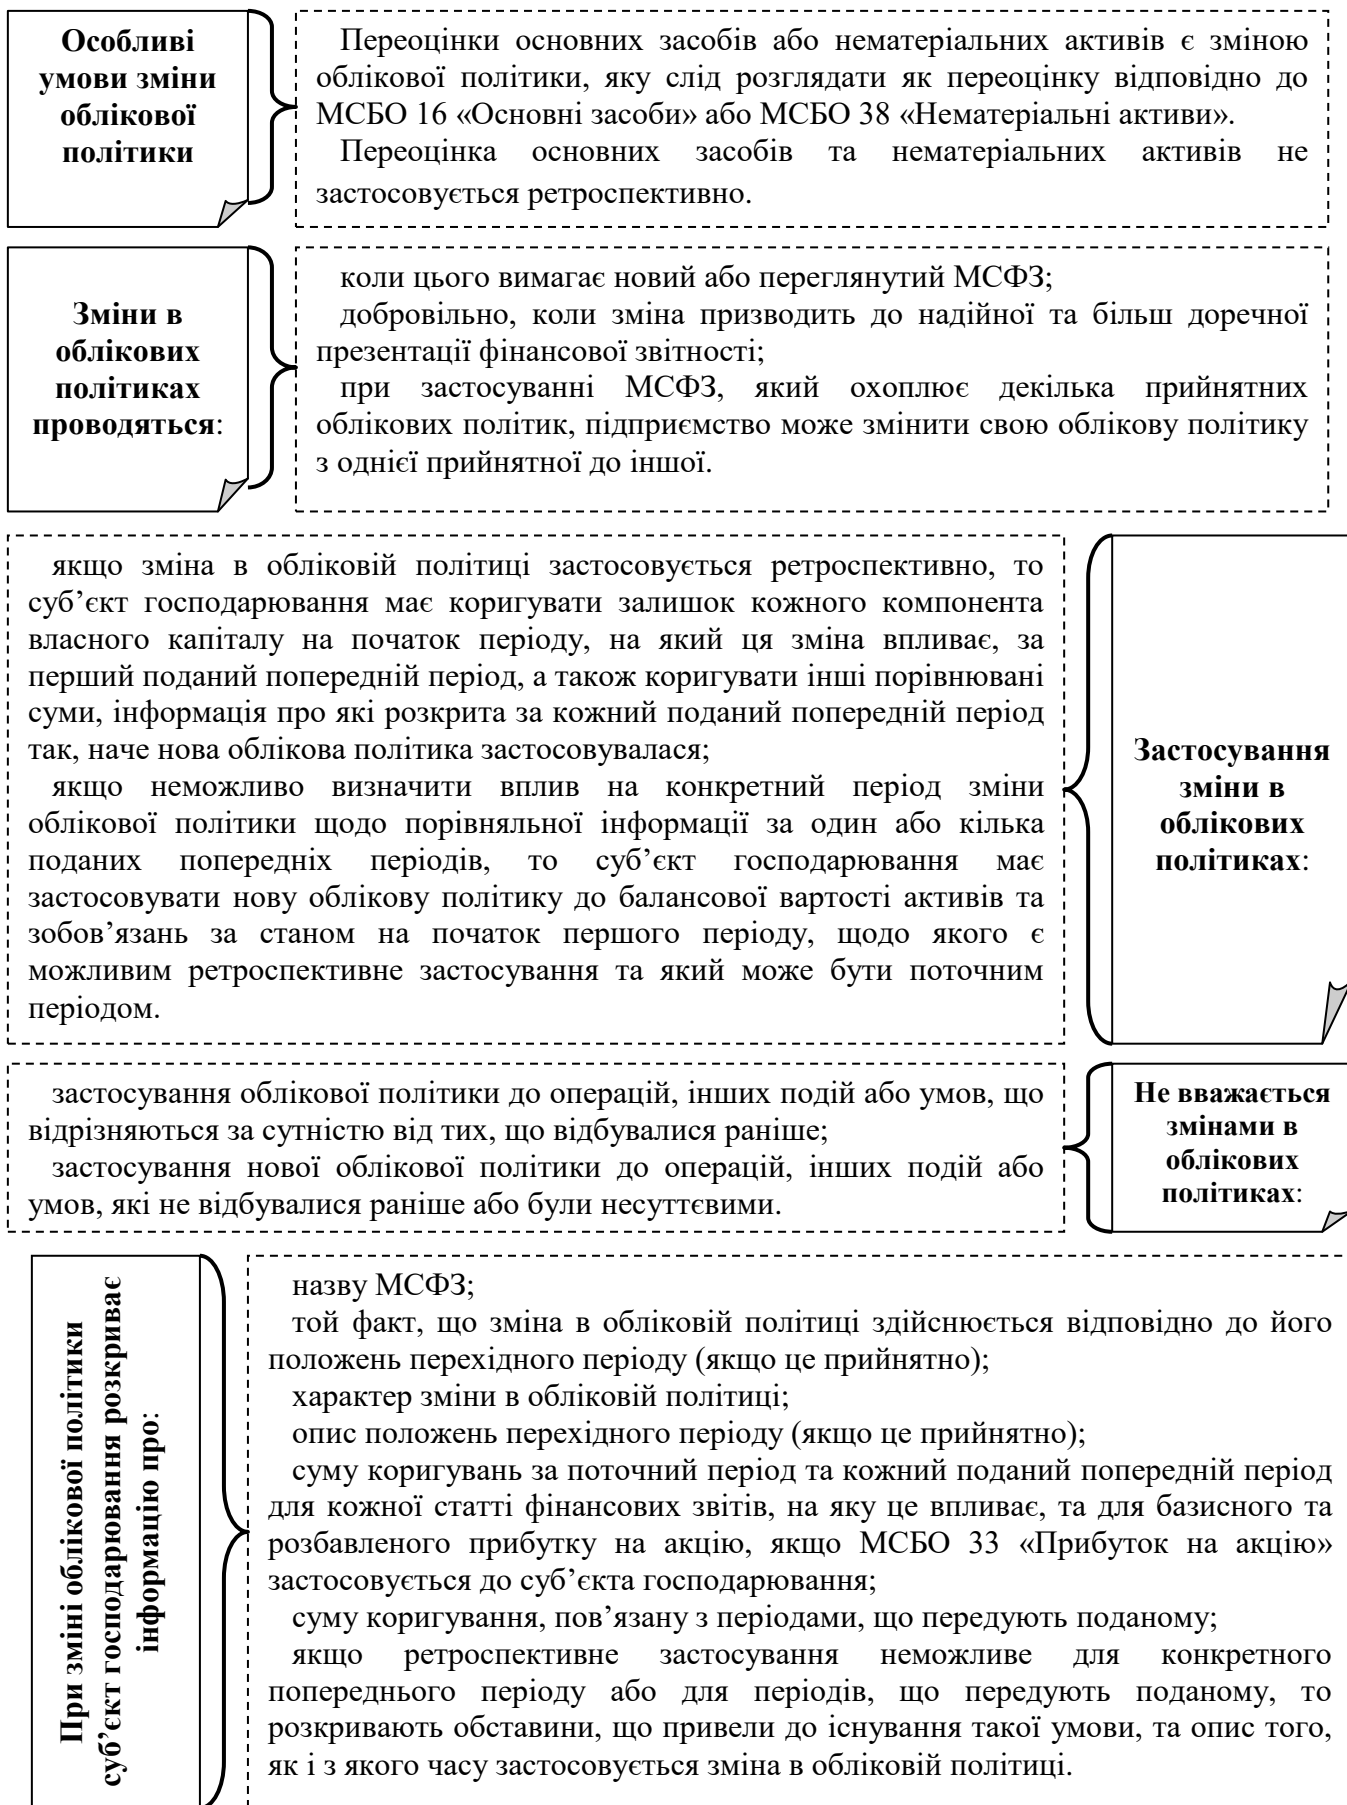 Особливі
умови зміни
облікової
політики
Переоцінки основних засобів або нематеріальних активів є зміною
облікової політики, яку слід розглядати як переоцінку відповідно до
МСБО 16 «Основні засоби» або МСБО 38 «Нематеріальні активи».
Переоцінка основних засобів та нематеріальних активів не
застосовується ретроспективно.
Зміни в
облікових
політиках
проводяться:
коли цього вимагає новий або переглянутий МСФЗ;
добровільно, коли зміна призводить до надійної та більш доречної
презентації фінансової звітності;
при застосуванні МСФЗ, який охоплює декілька прийнятних
облікових політик, підприємство може змінити свою облікову політику
з однієї прийнятної до іншої.
якщо зміна в обліковій політиці застосовується ретроспективно, то
суб’єкт господарювання має коригувати залишок кожного компонента
власного капіталу на початок періоду, на який ця зміна впливає, за
перший поданий попередній період, а також коригувати інші порівнювані
суми, інформація про які розкрита за кожний поданий попередній період
так, наче нова облікова політика застосовувалася;
якщо неможливо визначити вплив на конкретний період зміни
облікової політики щодо порівняльної інформації за один або кілька
поданих попередніх періодів, то суб’єкт господарювання має
застосовувати нову облікову політику до балансової вартості активів та
зобов’язань за станом на початок першого періоду, щодо якого є
можливим ретроспективне застосування та який може бути поточним
періодом.
Застосування
зміни в
облікових
політиках:
застосування облікової політики до операцій, інших подій або умов, що
відрізняються за сутністю від тих, що відбувалися раніше;
застосування нової облікової політики до операцій, інших подій або
умов, які не відбувалися раніше або були несуттєвими.
Не вважається
змінами в
облікових
політиках:
При зміні облікової політики
суб’єкт господарювання розкриває
інформацію про:
назву МСФЗ;
той факт, що зміна в обліковій політиці здійснюється відповідно до його
положень перехідного періоду (якщо це прийнятно);
характер зміни в обліковій політиці;
опис положень перехідного періоду (якщо це прийнятно);
суму коригувань за поточний період та кожний поданий попередній період
для кожної статті фінансових звітів, на яку це впливає, та для базисного та
розбавленого прибутку на акцію, якщо МСБО 33 «Прибуток на акцію»
застосовується до суб’єкта господарювання;
суму коригування, пов’язану з періодами, що передують поданому;
якщо ретроспективне застосування неможливе для конкретного
попереднього періоду або для періодів, що передують поданому, то
розкривають обставини, що привели до існування такої умови, та опис того,
як і з якого часу застосовується зміна в обліковій політиці.